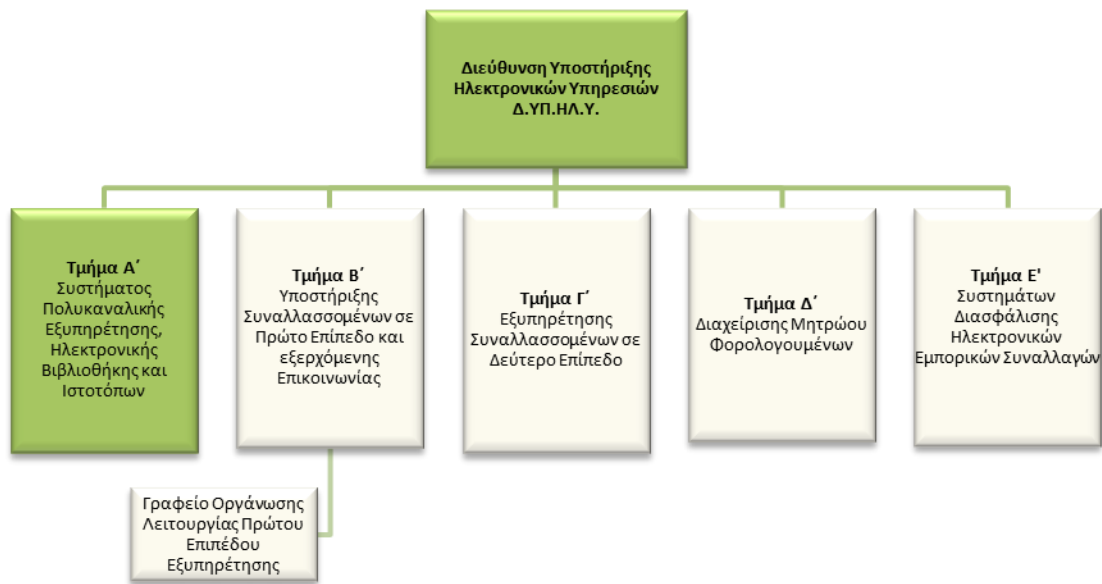 Διεύθυνση Υποστήριξης
Ηλεκτρονικών Υπηρεσιών
Δ.ΥΠ.ΗΛ.Υ.
Τμήμα Α΄
Συστήματος
Πολυκαναλικής
Εξυπηρέτησης,
Ηλεκτρονικής
Βιβλιοθήκης και
Ιστοτόπων
Τμήμα Β΄
Υποστήριξης
Συναλλασσομένων σε
Πρώτο Επίπεδο και
εξερχόμενης
Επικοινωνίας
Τμήμα Γ΄
Εξυπηρέτησης
Συναλλασσομένων σε
Δεύτερο Επίπεδο
Τμήμα Δ΄
Διαχείρισης Μητρώου
Φορολογουμένων
Τμήμα Ε'
Συστημάτων
Διασφάλισης
Ηλεκτρονικών
Εμπορικών Συναλλαγών
Γραφείο Οργάνωσης
Λειτουργίας Πρώτου
Επιπέδου
Εξυπηρέτησης